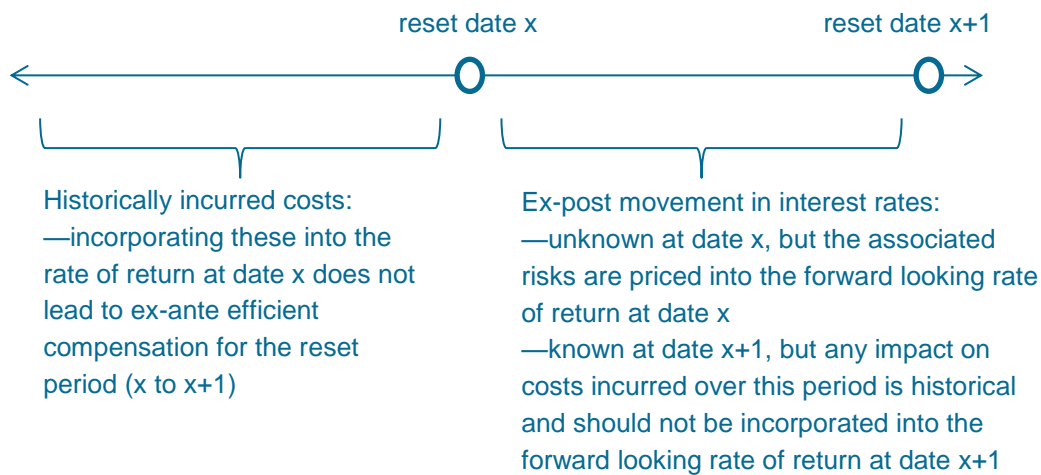 reset date x
reset date x+1
Historically incurred costs:
—incorporating these into the
rate of return at date x does not
lead to ex-ante efficient
compensation for the reset
period (x to x+1)
Ex-post movement in interest rates:
—unknown at date x, but the associated
risks are priced into the forward looking rate
of return at date x
—known at date x+1, but any impact on
costs incurred over this period is historical
and should not be incorporated into the
forward looking rate of return at date x+1